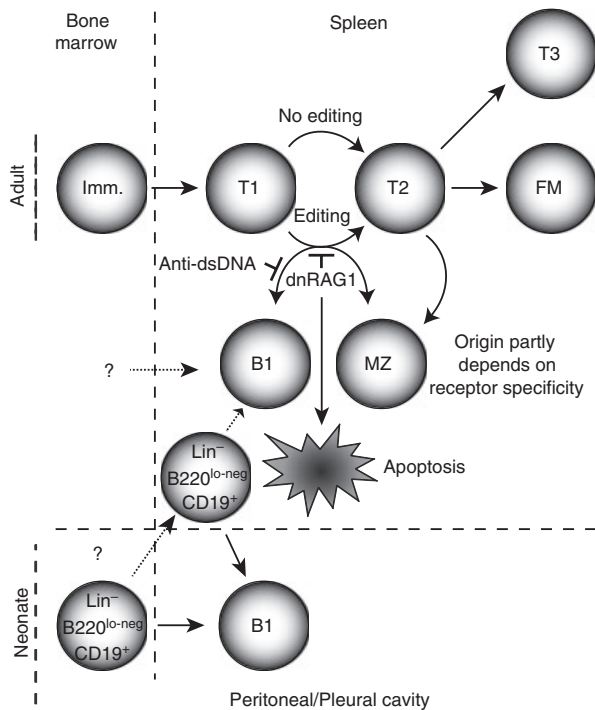 Bone
marrow
Spleen
T3
Adult
Imm.
T1
No editing
T2
FM
Editing
Anti-dsDNA
dnRAG1
?
B1
MZ
Origin partly
depends on
receptor specificity
Lin–
B220lo-neg
CD19+
Apoptosis
?
Neonate
Lin–
B220lo-neg
CD19+
B1
Peritoneal/Pleural cavity